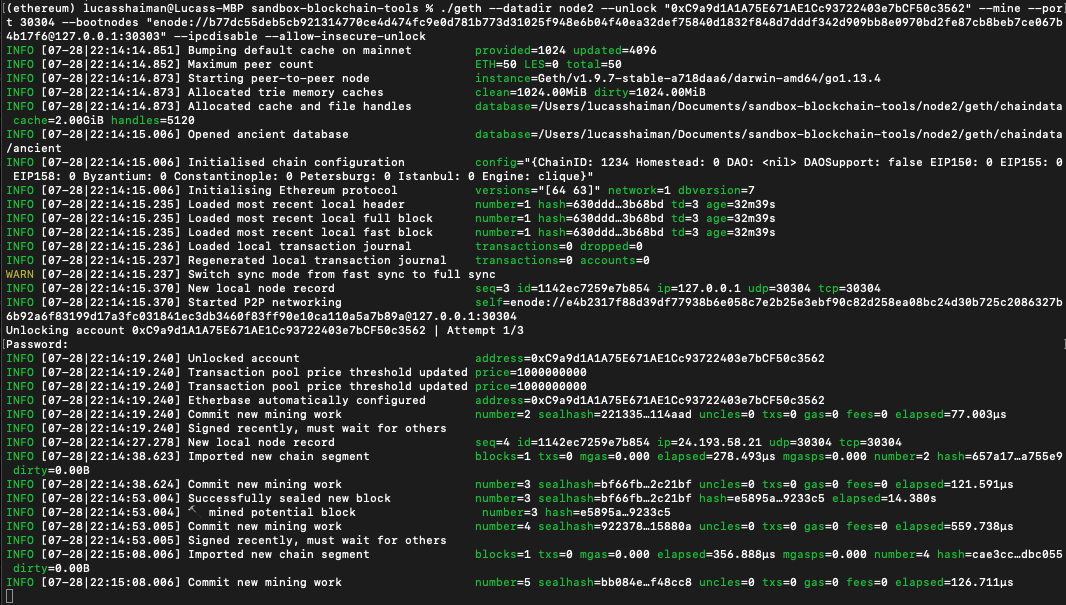 ((ethereum) lucasshaiman@Lucass-MBP sandbox-blockchain-tools % ./geth --datadir node2 --unlock "0xC9a9d1A1A75E671AE1Cc93722403e7bCF50c3562" --mine --por]
t 30304 --bootnodes "enode://b77dc55deb5cb921314770ce4d474fc9e0d781b773d31025f948e6b04f40ea32def75840d1832f848d7dddf342d909bb8e0970bd2fe87cb8beb7ce067b
4b17f6@127.0.0.1:30303" --ipcdisable --allow-insecure-unlock
INFO [07-28|22:14:14.851] Bumping default cache on mainnet provided=1024 updated=4096
INFO [07-28|22:14:14.852] Maximum peer count ETH=50 LES=0 total=50
INFO [07-28|22:14:14.873] Starting peer-to-peer node instance=Geth/v1.9.7-stable-a718daa6/darwin-amd64/go1.13.4
INFO [07-28|22:14:14.873] Allocated trie memory caches clean=1024.00MiB dirty=1024.00MiB
INFO [07-28|22:14:14.873] Allocated cache and file handles database=/Users/lucasshaiman/Documents/sandbox-blockchain-tools/node2/geth/chaindata
cache=2.00GiB handles=5120
INFO [07-28|22:14:15.006] Opened ancient database database=/Users/lucasshaiman/Documents/sandbox-blockchain-tools/node2/geth/chaindata
/ancient
INFO [07-28|22:14:15.006] Initialised chain configuration config="{ChainID: 1234 Homestead: 0 DAO: <nil> DAOSupport: false EIP150: 0 EIP155: 0
EIP158: 0 Byzantium: 0 Constantinople: 0 Petersburg: 0 Istanbul: 0 Engine: clique}"
INFO [07-28|22:14:15.006] Initialising Ethereum protocol versions="[64 63]" network=1 dbversion=7
INFO [07-28|22:14:15.235] Loaded most recent local header number=1 hash=630ddd…3b68bd td=3 age=32m39s
INFO [07-28|22:14:15.235] Loaded most recent local full block number=1 hash=630ddd…3b68bd td=3 age=32m39s
INFO [07-28|22:14:15.235] Loaded most recent local fast block number=1 hash=630ddd…3b68bd td=3 age=32m39s
INFO [07-28|22:14:15.236] Loaded local transaction journal transactions=0 dropped=0
INFO [07-28|22:14:15.237] Regenerated local transaction journal transactions=0 accounts=0
WARN [07-28|22:14:15.237] Switch sync mode from fast sync to full sync
INFO [07-28|22:14:15.370] New local node record seq=3 id=1142ec7259e7b854 ip=127.0.0.1 udp=30304 tcp=30304
INFO [07-28|22:14:15.370] Started P2P networking self=enode://e4b2317f88d39df77938b6e058c7e2b25e3ebf90c82d258ea08bc24d30b725c2086327b
6b92a6f83199d17a3fc031841ec3db3460f83ff90e10ca110a5a7b89a@127.0.0.1:30304
Unlocking account 0xC9a9d1A1A75E671AE1Cc93722403e7bCF50c3562 | Attempt 1/3
[Password: ]
INFO [07-28|22:14:19.240] Unlocked account address=0xC9a9d1A1A75E671AE1Cc93722403e7bCF50c3562
INFO [07-28|22:14:19.240] Transaction pool price threshold updated price=1000000000
INFO [07-28|22:14:19.240] Transaction pool price threshold updated price=1000000000
INFO [07-28|22:14:19.240] Etherbase automatically configured address=0xC9a9d1A1A75E671AE1Cc93722403e7bCF50c3562
INFO [07-28|22:14:19.240] Commit new mining work number=2 sealhash=221335…114aad uncles=0 txs=0 gas=0 fees=0 elapsed=77.003µs
INFO [07-28|22:14:19.240] Signed recently, must wait for others
INFO [07-28|22:14:27.278] New local node record seq=4 id=1142ec7259e7b854 ip=24.193.58.21 udp=30304 tcp=30304
INFO [07-28|22:14:38.623] Imported new chain segment blocks=1 txs=0 mgas=0.000 elapsed=278.493µs mgasps=0.000 number=2 hash=657a17…a755e9
dirty=0.00B
INFO [07-28|22:14:38.624] Commit new mining work number=3 sealhash=bf66fb…2c21bf uncles=0 txs=0 gas=0 fees=0 elapsed=121.591µs
INFO [07-28|22:14:53.004] Successfully sealed new block number=3 sealhash=bf66fb…2c21bf hash=e5895a…9233c5 elapsed=14.380s
INFO [07-28|22:14:53.004] 🔨 mined potential block number=3 hash=e5895a…9233c5
INFO [07-28|22:14:53.005] Commit new mining work number=4 sealhash=922378…15880a uncles=0 txs=0 gas=0 fees=0 elapsed=559.738µs
INFO [07-28|22:14:53.005] Signed recently, must wait for others
INFO [07-28|22:15:08.006] Imported new chain segment blocks=1 txs=0 mgas=0.000 elapsed=356.888µs mgasps=0.000 number=4 hash=cae3cc…dbc055
dirty=0.00B
INFO [07-28|22:15:08.006] Commit new mining work number=5 sealhash=bb084e…f48cc8 uncles=0 txs=0 gas=0 fees=0 elapsed=126.711µs